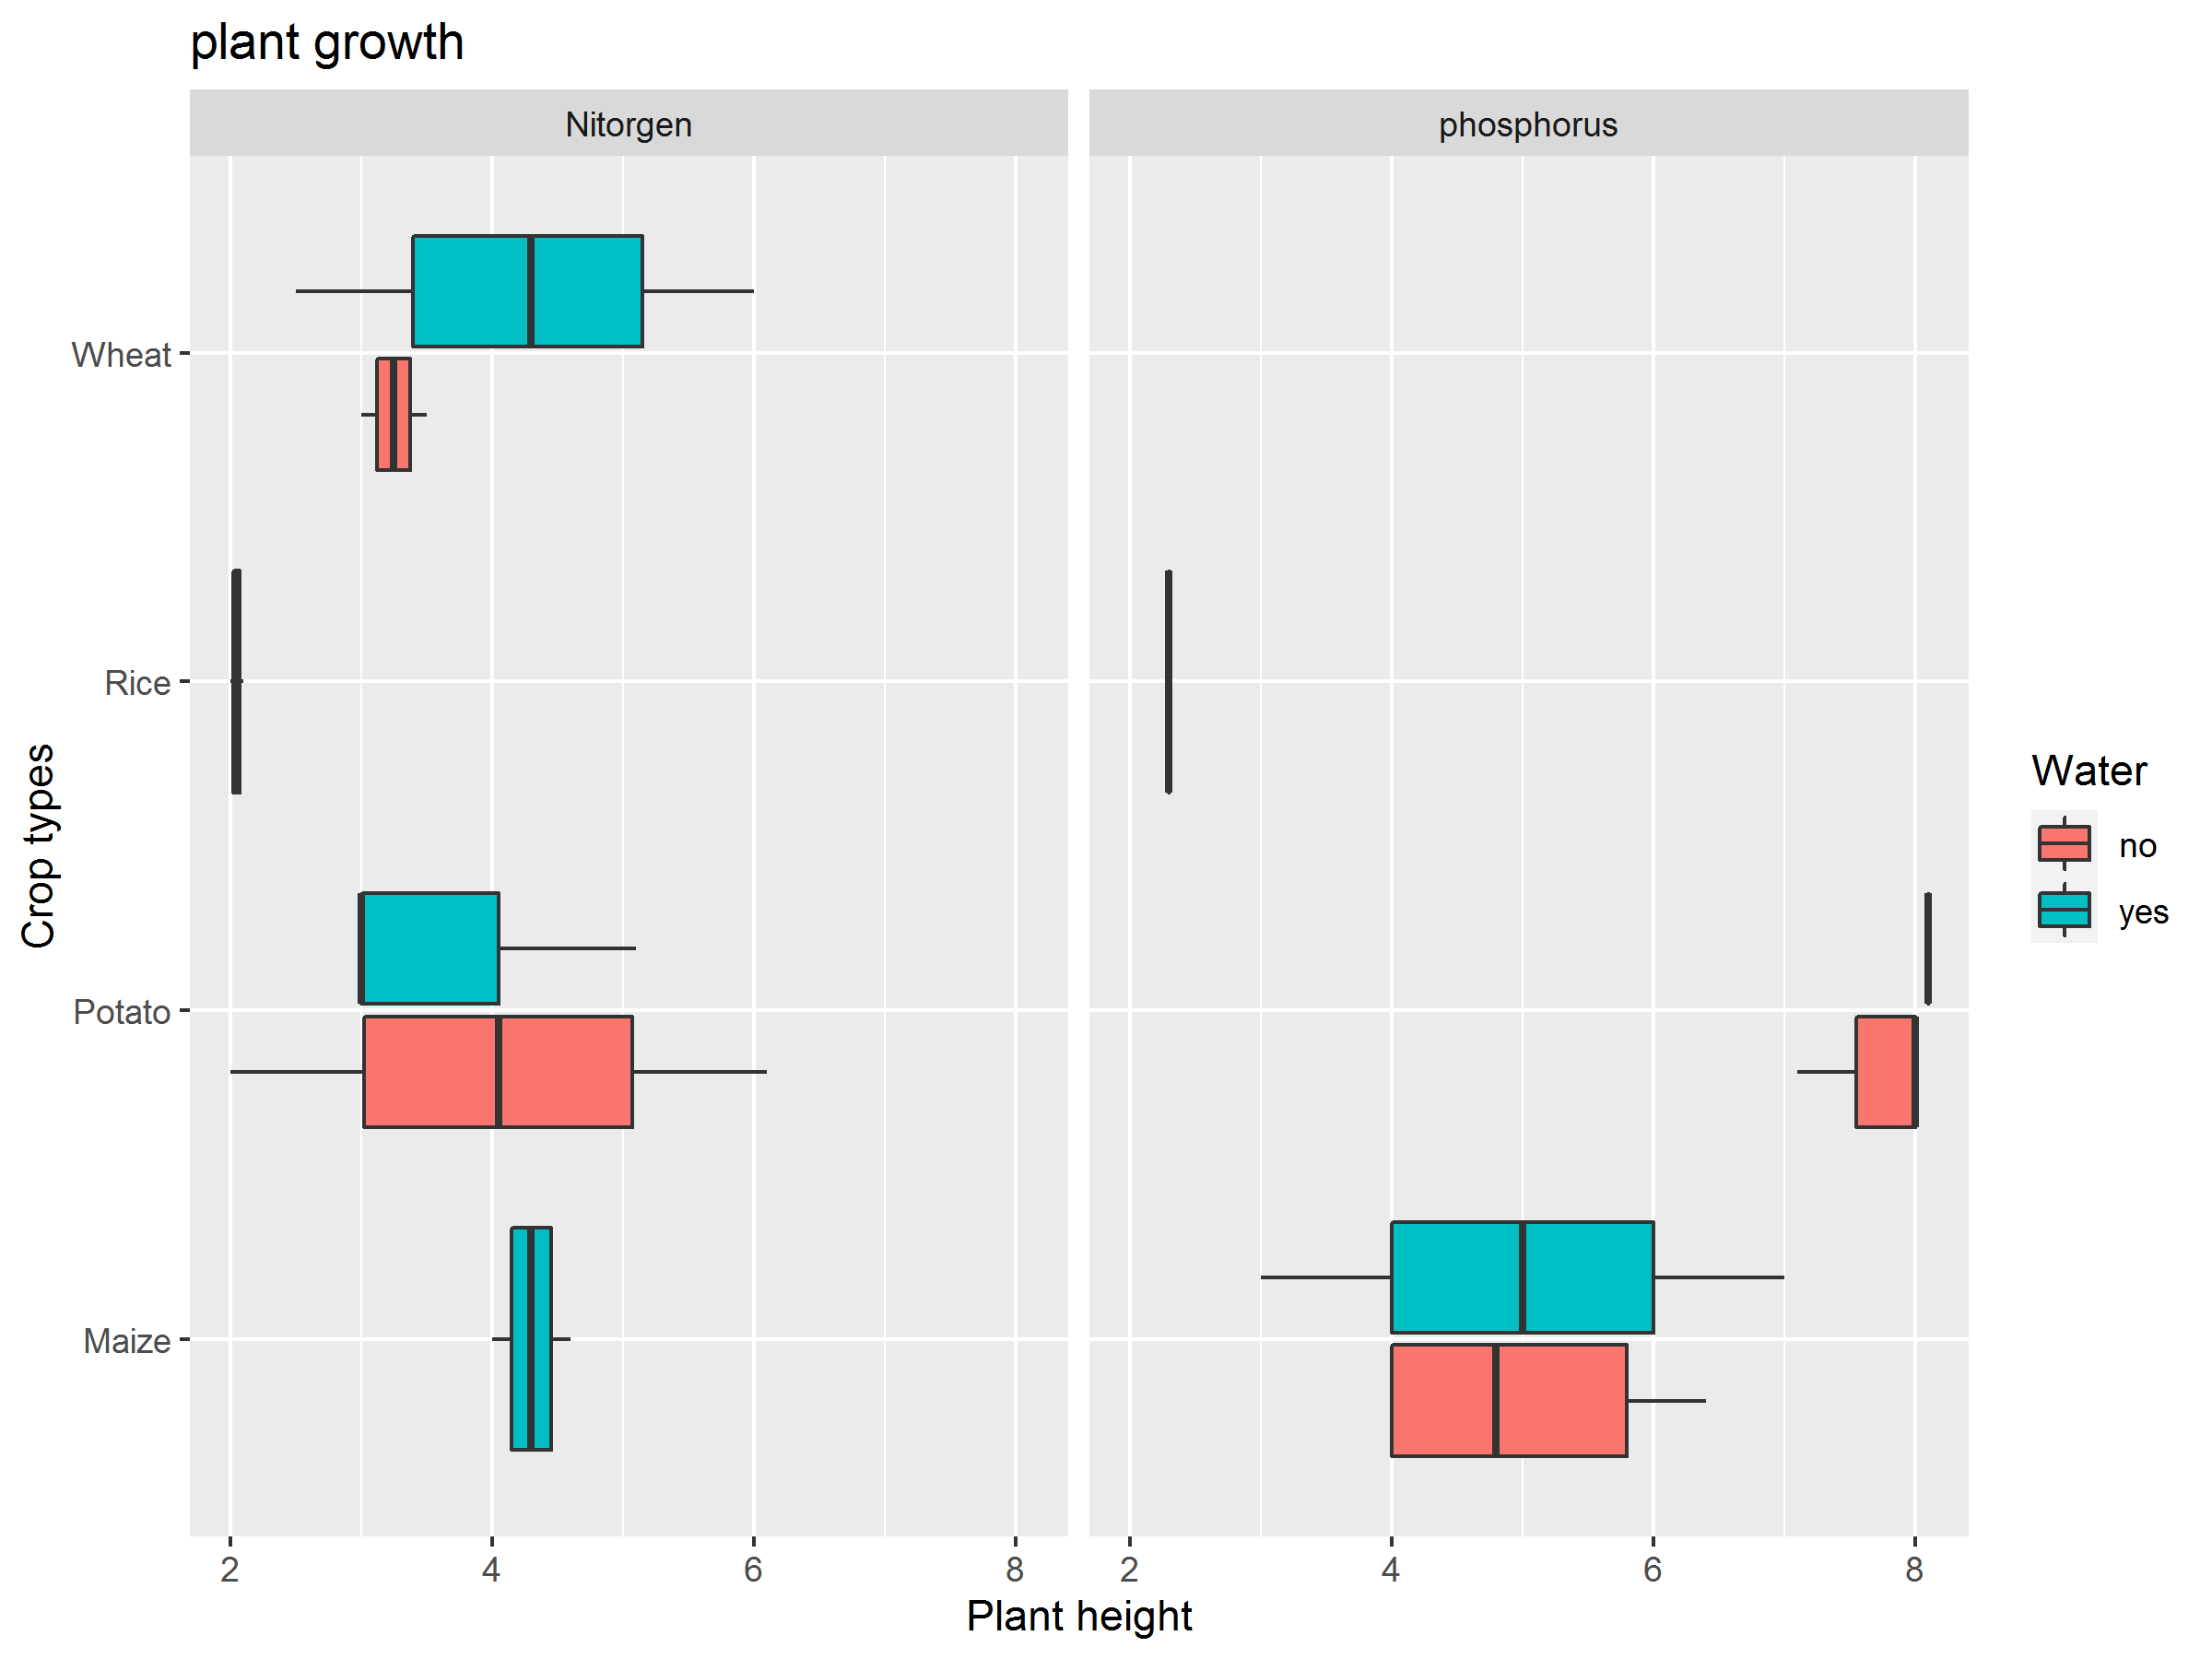 plant growth
Nitorgen
phosphorus
Wheat
Rice
Potato
Maize
Crop types
2
4
6
8
2
4
6
8
Plant height
Water
no
yes